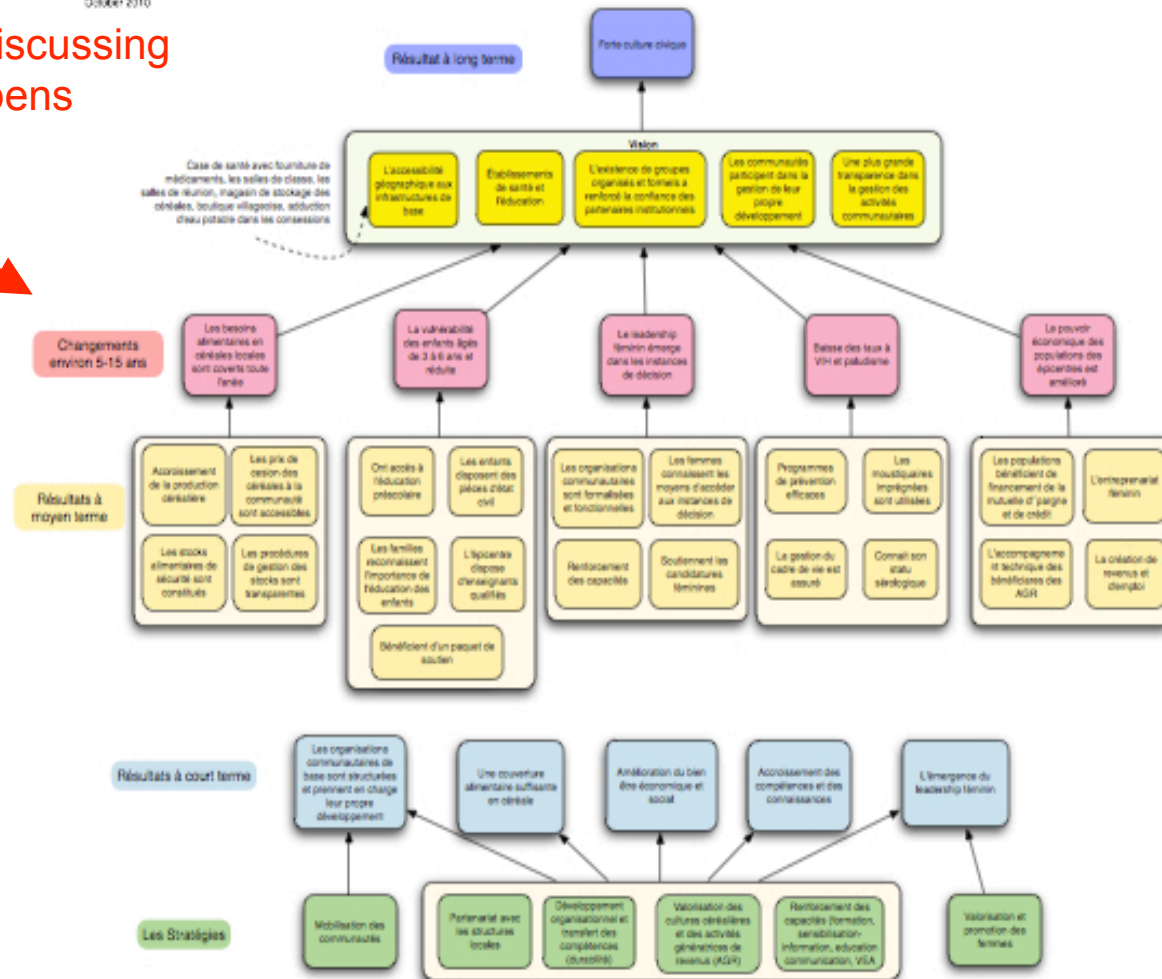 October 2010
iscussing
pens
Résultat à long terme
Forte culture civique
Vision
Case de santé avec fourniture de
médicaments, les salles de classe, les
salles de réunion, magasin de stockage des
céréales, boutique villageoise, adduction
d'eau potable dans les consessions
L'accessibilité
géographique aux
infrastructures de
base
Établissements
de santé et
l'éducation
L'existence de groupes
organisés et formels a
renforcé la confiance des
partenaires institutionnels
Les communautés
participent dans la
gestion de leur
propre
développement
Une plus grande
transparence dans
la gestion des
activités
communautaires
Changements
environ 5-15 ans
Les besoins
alimentaires en
céréales locales
sont coverts toute
l'anée
La vulnérabilité
des enfants âgés
de 3 à 6 ans et
réduite
Le leadership
féminin émerge
dans les instances
de décision
Baisse des taux à
VIH et paludisme
Le pouvoir
économique des
populations des
épicentres est
amélioré
Résultats à
moyen terme
Accroissement
de la production
céréalière
Les prix de
cesion des
céréales à la
communauté
sont accessibles
Les stocks
alimentaires de
sécurité sont
constitués
Les procédures
de gestion des
stocks sont
transparentes
Ont accès à
l'éducation
préscolaire
Les enfants
disposent des
pièces d'état
civil
Les familles
reconnaissent
l'importance de
l'éducation des
enfants
L'épicentre
dispose
d'enseignants
qualifiés
Bénéficient d'un paquet de
soutien
Les organisations
communautaires
sont formalisées
et fonctionnelles
Les femmes
connaissent les
moyens d'accéder
aux instances de
décision
Renforcement
des capacités
Soutiennent les
candidatures
féminines
Programmes
de prévention
efficaces
Les
moustiquaires
imprégnées
sont utilisées
La gestion du
cadre de vie est
assuré
Connait son
statu
sérologique
Les populations
bénéficient de
financement de la
mutuelle d'pargne
et de crédit
L'entreprenariat
féminin
L'accompagneme
nt technique des
bénéficiares des
AGR
La création de
revenus et
d'emploi
Résultats à court terme
Les organisations
communautaires de
base sont structurées
et prennent en charge
leur propre
développement
Une couverture
alimentaire suffisante
en céréale
Amélioration du bien
être économique et
social
Accroissement des
compétences et des
connaissances
L'émergence du
leadership féminin
Les Stratégies
Mobilisation des
communautés
Partenariat avec
les structures
locales
Développement
organisationnel et
transfert des
compétences
(durabilité)
Valorisation des
cultures céréalières
et des activités
génératrices de
revenus (AGR)
Renforcement des
capacités (formation,
sensibilisation-
information, education
communication, VEA
Valorisation et
promotion des
femmes